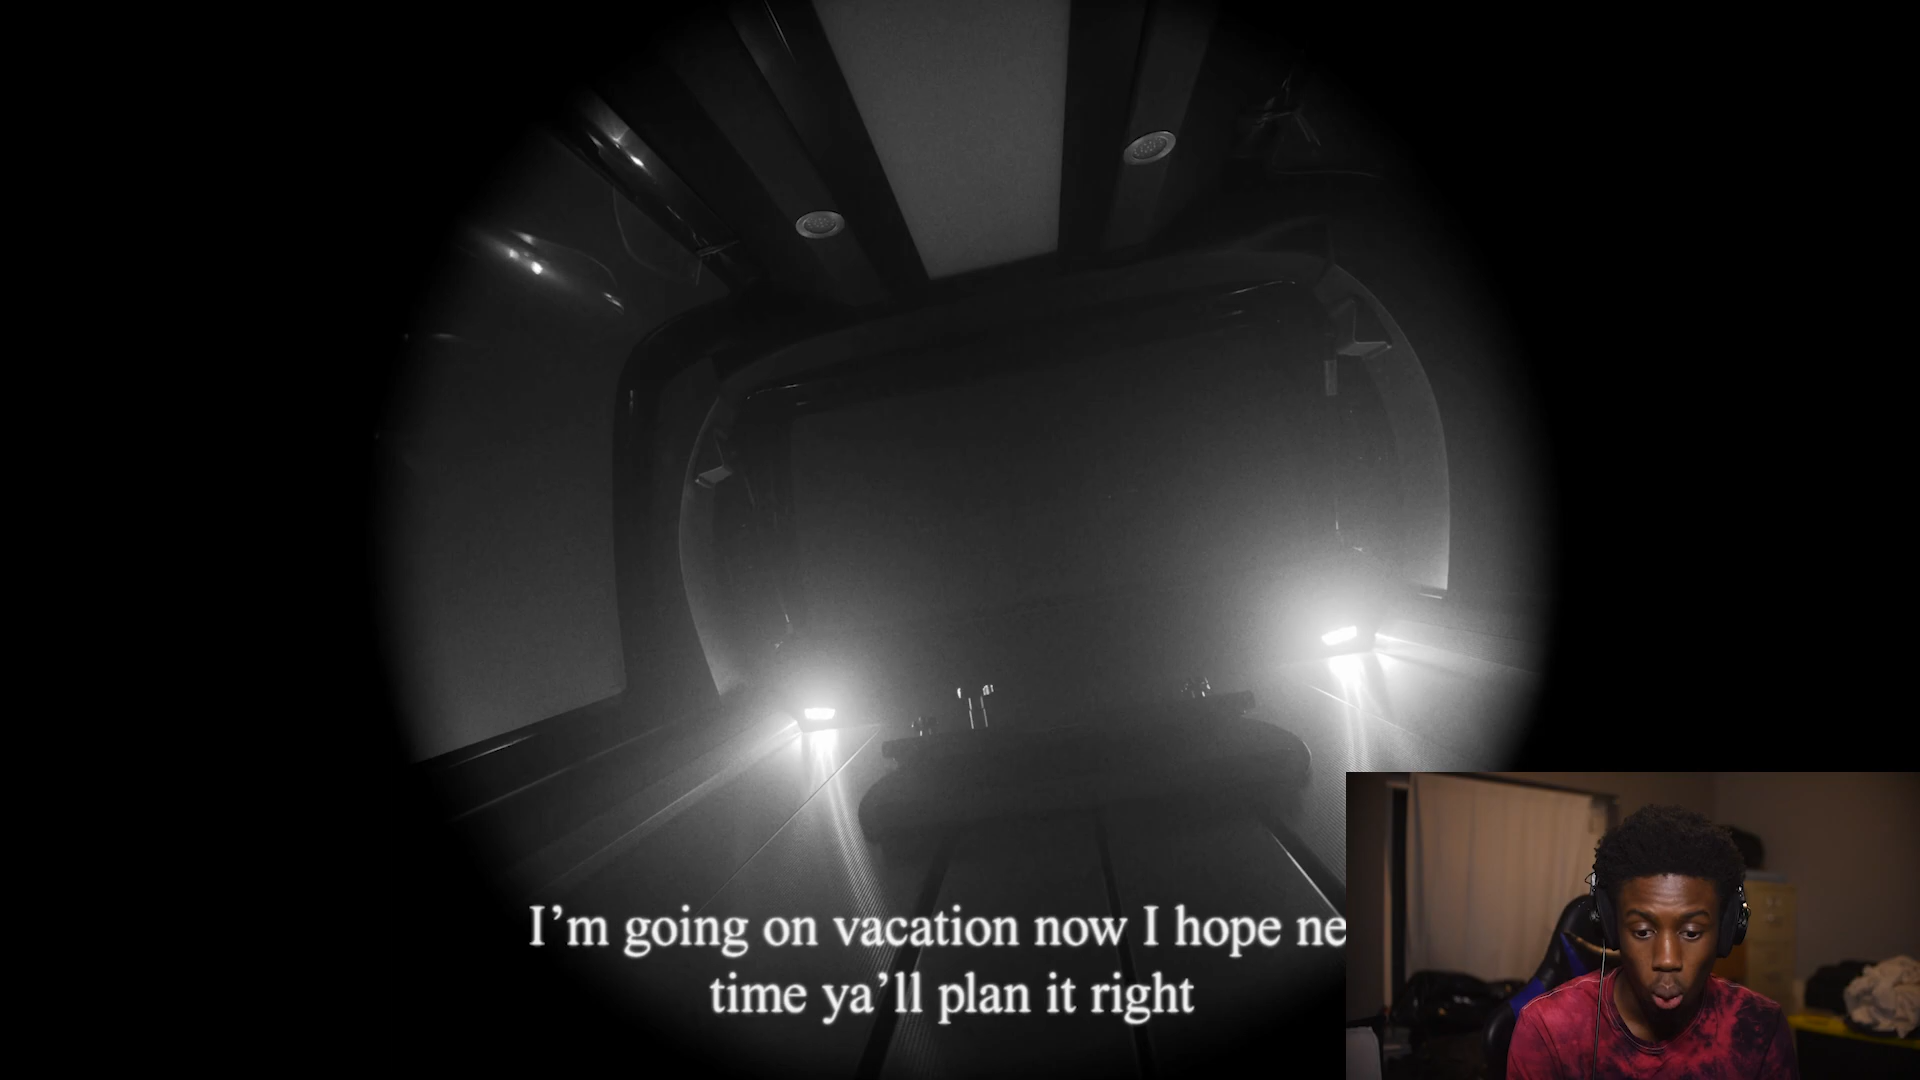 I’m going on vacation now I hope ne
time ya’ll plan it right